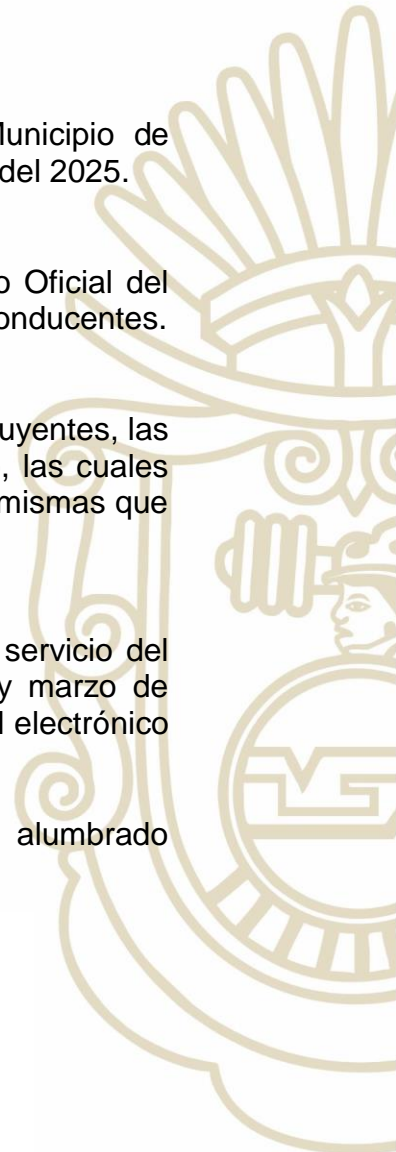 Municipio de
del 2025.
Oficial del
onducentes.
uyentes, las
, las cuales
mismas que
servicio del
y marzo de
electrónico
alumbrado